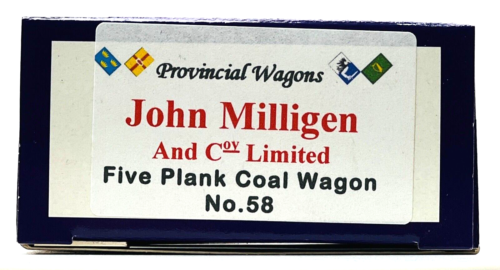 Provincial Wagons
John Milligen
And Coy Limited
Five Plank Coal Wagon
No.58